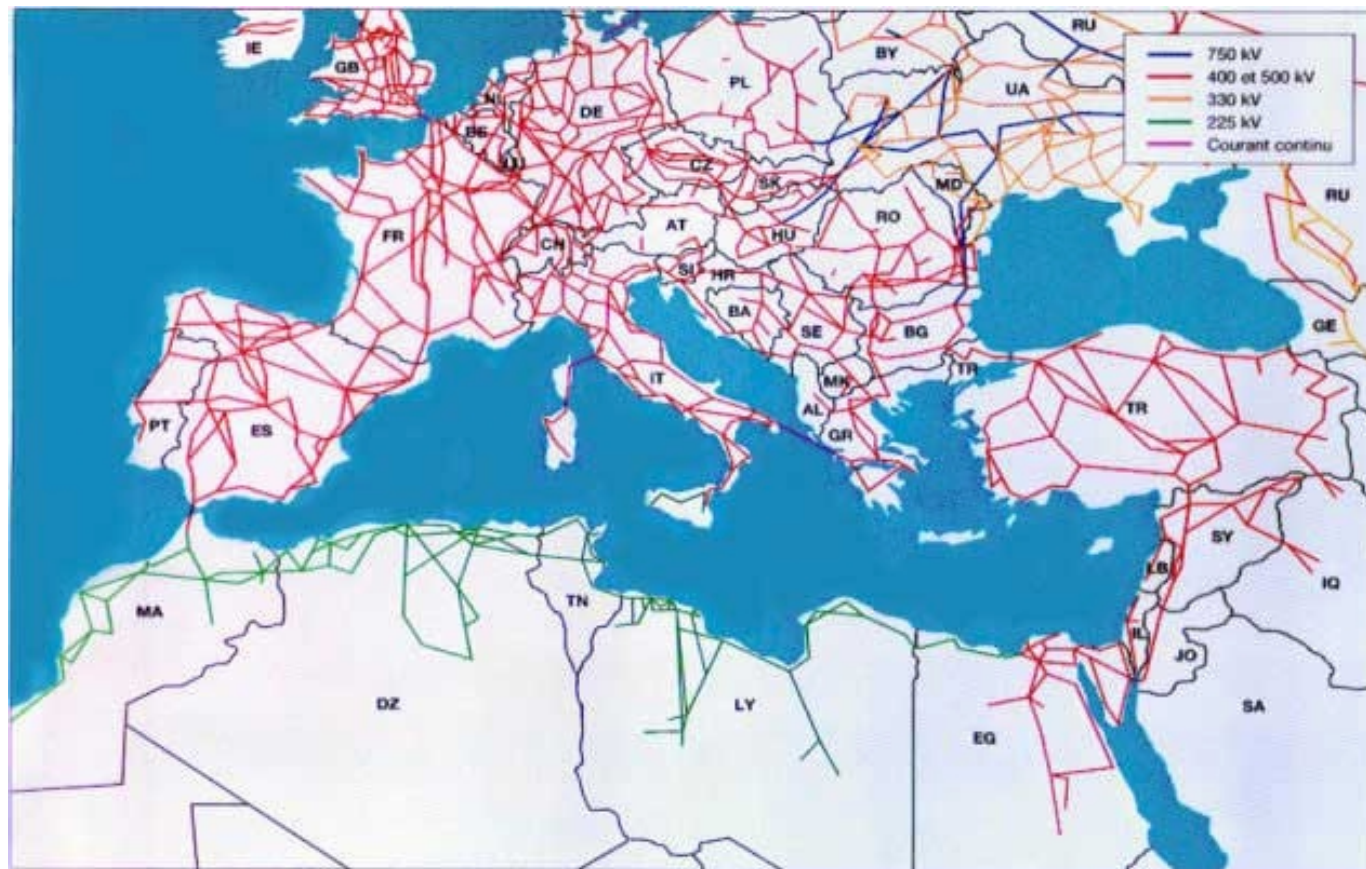 IE
GB
NL
BE
DE
PL
BY
RU
UA
750 kV
400 et 500 kV
330 kV
225 kV
Courant continu
RU
CZ
SK
MD
FR
CH
AT
HU
RO
SI
HR
BA
SE
BG
GE
IT
MK
TR
AL
GR
TR
PT
ES
SY
LB
IQ
MA
TN
IL
JO
DZ
LY
EG
SA